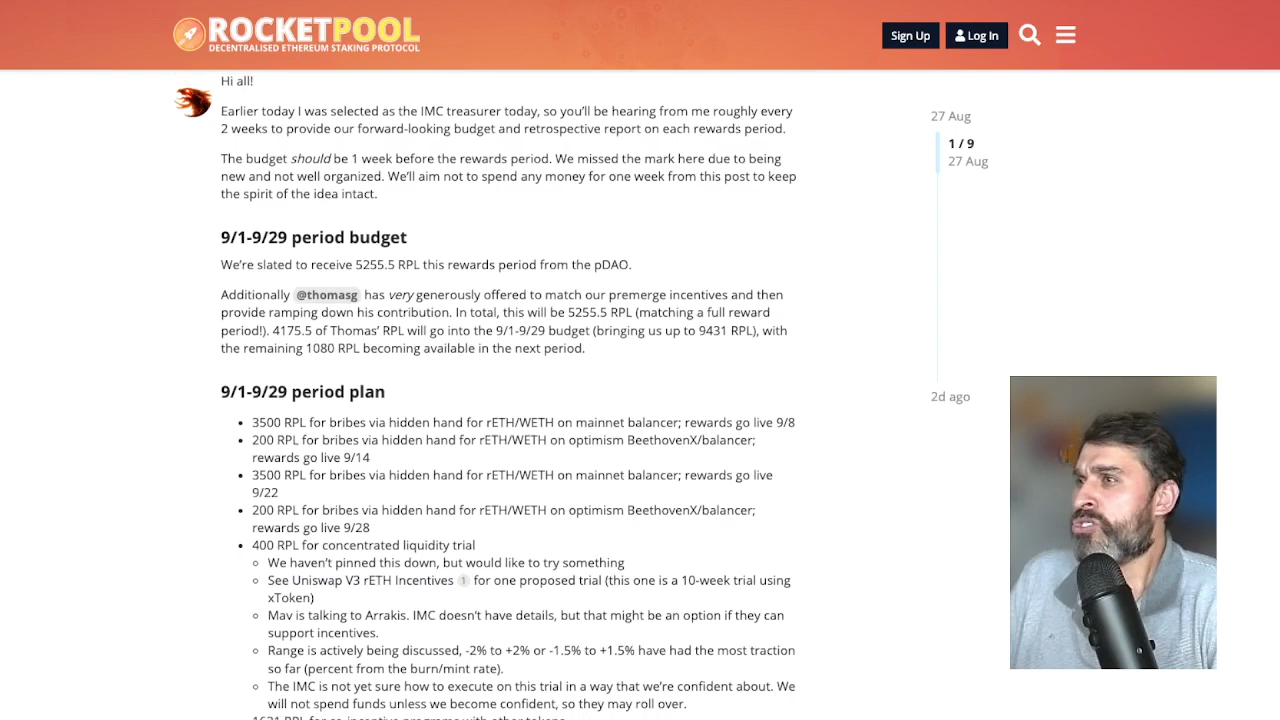 ROCKETPOOL
DECENTRALISED ETHEREUM STAKING PROTOCOL
Sign Up
Log In
Hi all!
Earlier today I was selected as the IMC treasurer today, so you’ll be hearing from me roughly every
2 weeks to provide our forward-looking budget and retrospective report on each rewards period.
The budget should be 1 week before the rewards period. We missed the mark here due to being
new and not well organized. We’ll aim not to spend any money for one week from this post to keep
the spirit of the idea intact.
9/1-9/29 period budget
We’re slated to receive 5255.5 RPL this rewards period from the pDAO.
Additionally @thomasg has very generously offered to match our premerge incentives and then
provide ramping down his contribution. In total, this will be 5255.5 RPL (matching a full reward
period!). 4175.5 of Thomas’ RPL will go into the 9/1-9/29 budget (bringing us up to 9431 RPL), with
the remaining 1080 RPL becoming available in the next period.
9/1-9/29 period plan
• 3500 RPL for bribes via hidden hand for rETH/WETH on mainnet balancer; rewards go live 9/8
• 200 RPL for bribes via hidden hand for rETH/WETH on optimism BeethovenX/balancer;
rewards go live 9/14
• 3500 RPL for bribes via hidden hand for rETH/WETH on mainnet balancer; rewards go live
9/22
• 200 RPL for bribes via hidden hand for rETH/WETH on optimism BeethovenX/balancer;
rewards go live 9/28
• 400 RPL for concentrated liquidity trial
◦ We haven’t pinned this down, but would like to try something
◦ See Uniswap V3 rETH Incentives 1 for one proposed trial (this one is a 10-week trial using
xToken)
◦ Mav is talking to Arrakis. IMC doesn’t have details, but that might be an option if they can
support incentives.
◦ Range is actively being discussed, -2% to +2% or -1.5% to +1.5% have had the most traction
so far (percent from the burn/mint rate).
◦ The IMC is not yet sure how to execute on this trial in a way that we’re confident about. We
will not spend funds unless we become confident, so they may roll over.
27 Aug
1 / 9
27 Aug
2d ago